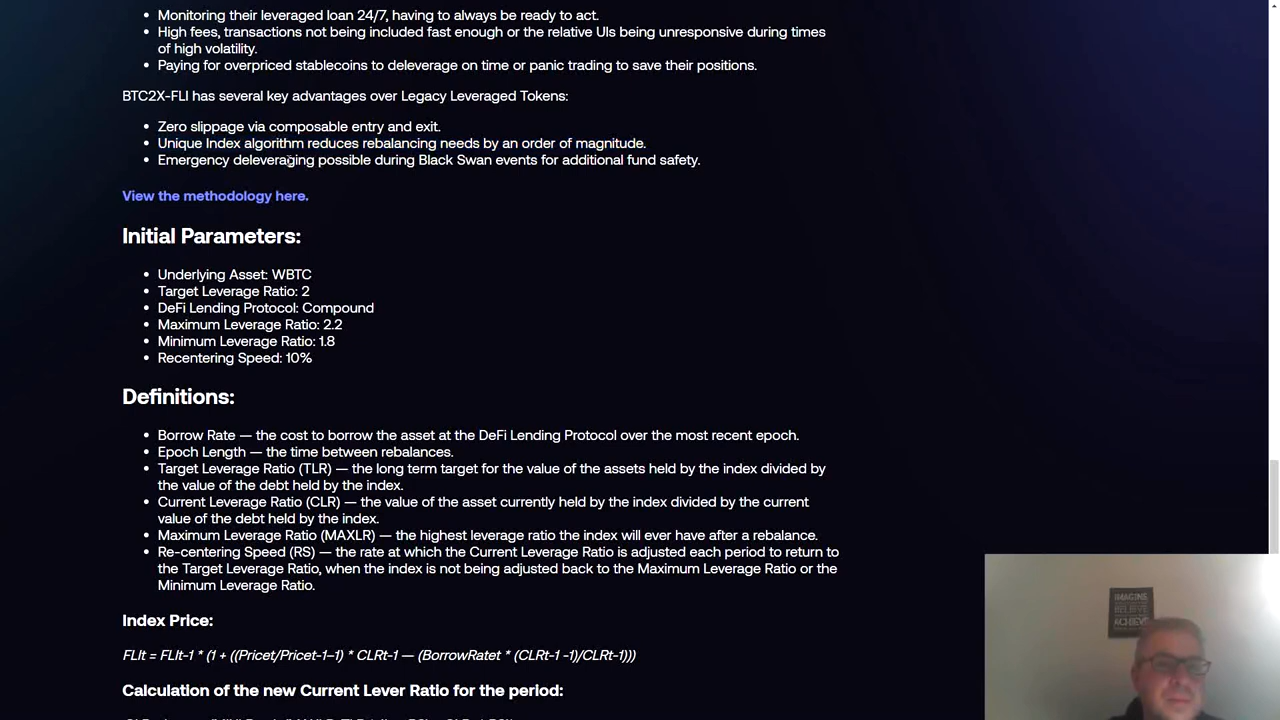 Monitoring their leveraged loan 24/7, having to always be ready to act.
High fees, transactions not being included fast enough or the relative UIs being unresponsive during times
of high volatility.
Paying for overpriced stablecoins to deleverage on time or panic trading to save their positions.
BTC2X-FLI has several key advantages over Legacy Leveraged Tokens:
Zero slippage via composable entry and exit.
Unique Index algorithm reduces rebalancing needs by an order of magnitude.
Emergency deleveraging possible during Black Swan events for additional fund safety.
View the methodology here.
Initial Parameters:
Underlying Asset: WBTC
Target Leverage Ratio: 2
DeFi Lending Protocol: Compound
Maximum Leverage Ratio: 2.2
Minimum Leverage Ratio: 1.8
Recentering Speed: 10%
Definitions:
Borrow Rate — the cost to borrow the asset at the DeFi Lending Protocol over the most recent epoch.
Epoch Length — the time between rebalances.
Target Leverage Ratio (TLR) — the long term target for the value of the assets held by the index divided by
the value of the debt held by the index.
Current Leverage Ratio (CLR) — the value of the asset currently held by the index divided by the current
value of the debt held by the index.
Maximum Leverage Ratio (MAXLR) — the highest leverage ratio the index will ever have after a rebalance.
Re-centering Speed (RS) — the rate at which the Current Leverage Ratio is adjusted each period to return to
the Target Leverage Ratio, when the index is not being adjusted back to the Maximum Leverage Ratio or the
Minimum Leverage Ratio.
IMAGINE
BELIEVE
ACHIEVE
Index Price:
FLIt = FLIt-1 * (1 + ((Pricet/Pricet-1–1) * CLRt-1 — (BorrowRatet * (CLRt-1 -1)/CLRt-1)))
Calculation of the new Current Lever Ratio for the period: